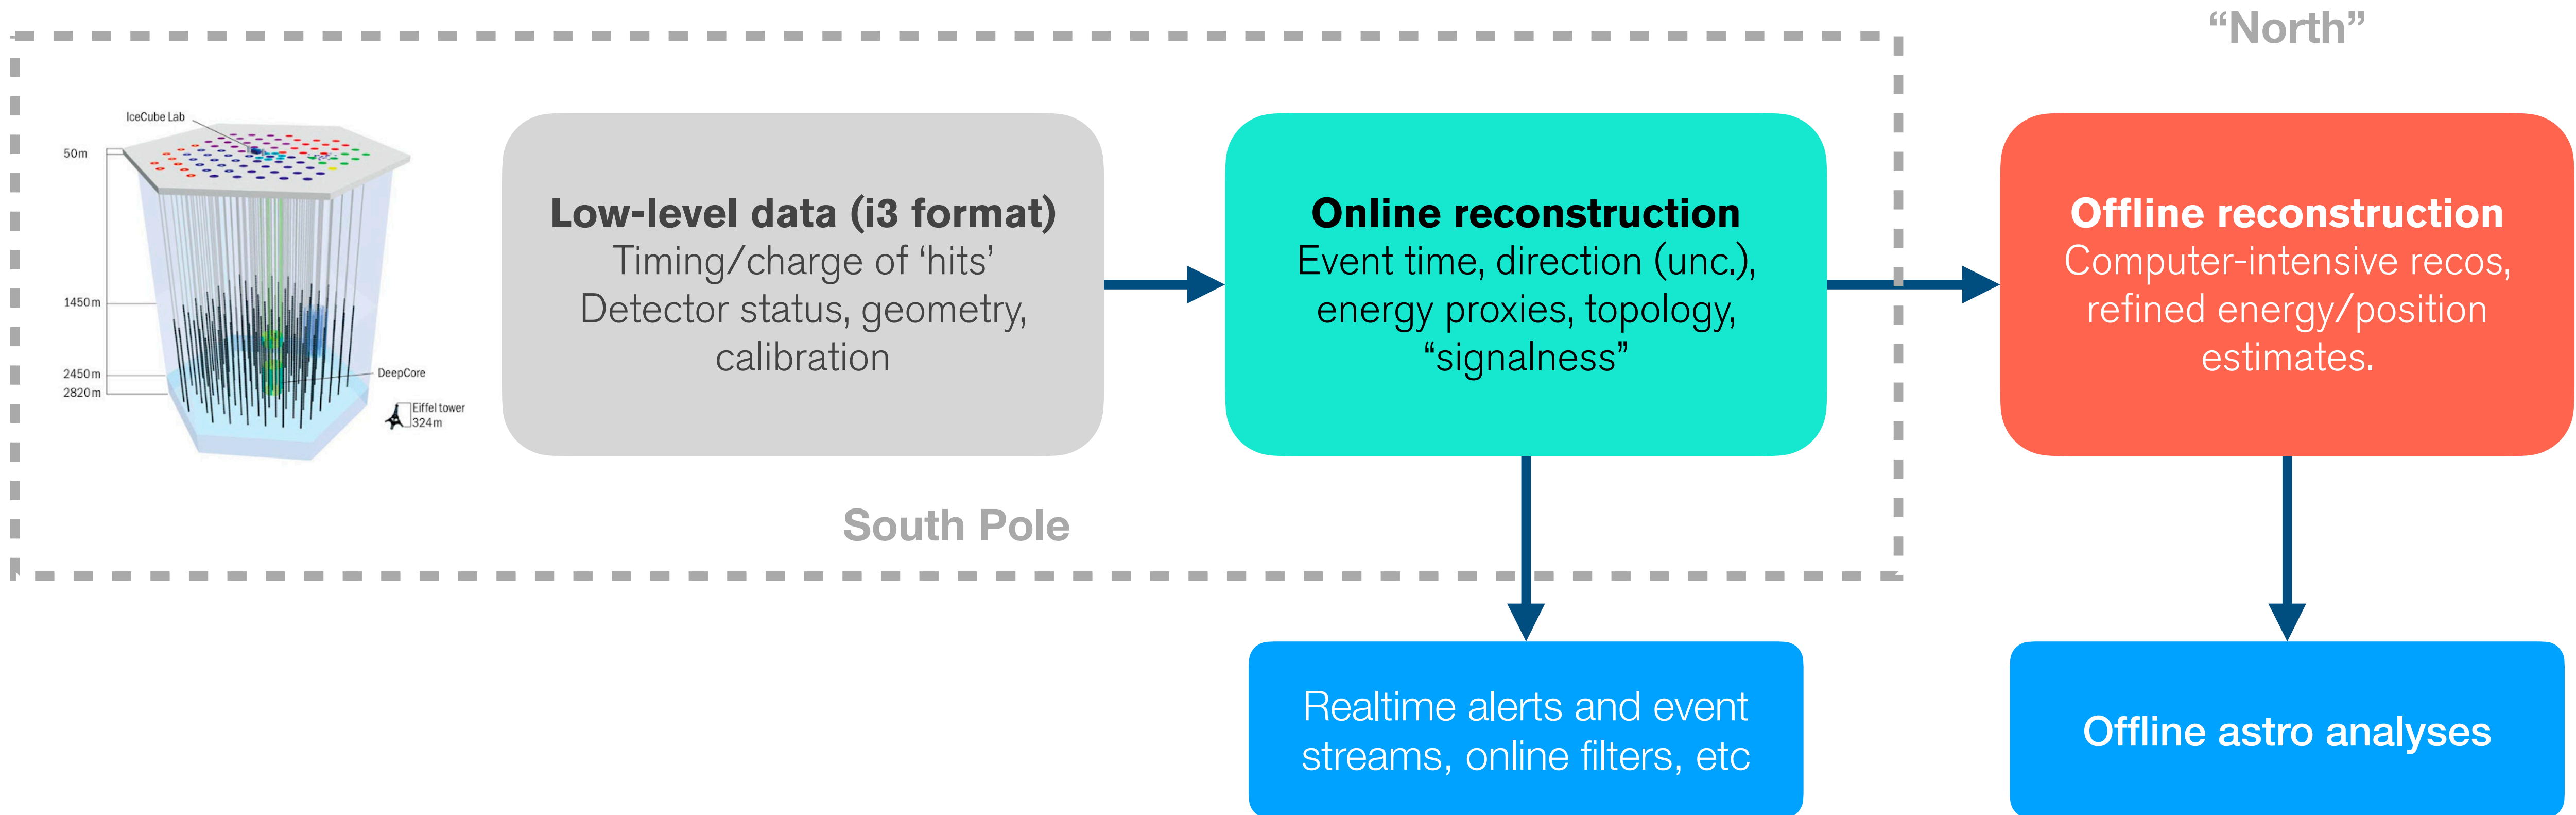 “North”
IceCube Lab
50m
1450m
2450m
2820m
DeepCore
Eiffel tower
324m
Low-level data (i3 format)
Timing/charge of ‘hits’
Detector status, geometry,
calibration
Online reconstruction
Event time, direction (unc.),
energy proxies, topology,
“signalness”
Offline reconstruction
Computer-intensive recos,
refined energy/position
estimates.
South Pole
Realtime alerts and event
streams, online filters, etc
Offline astro analyses